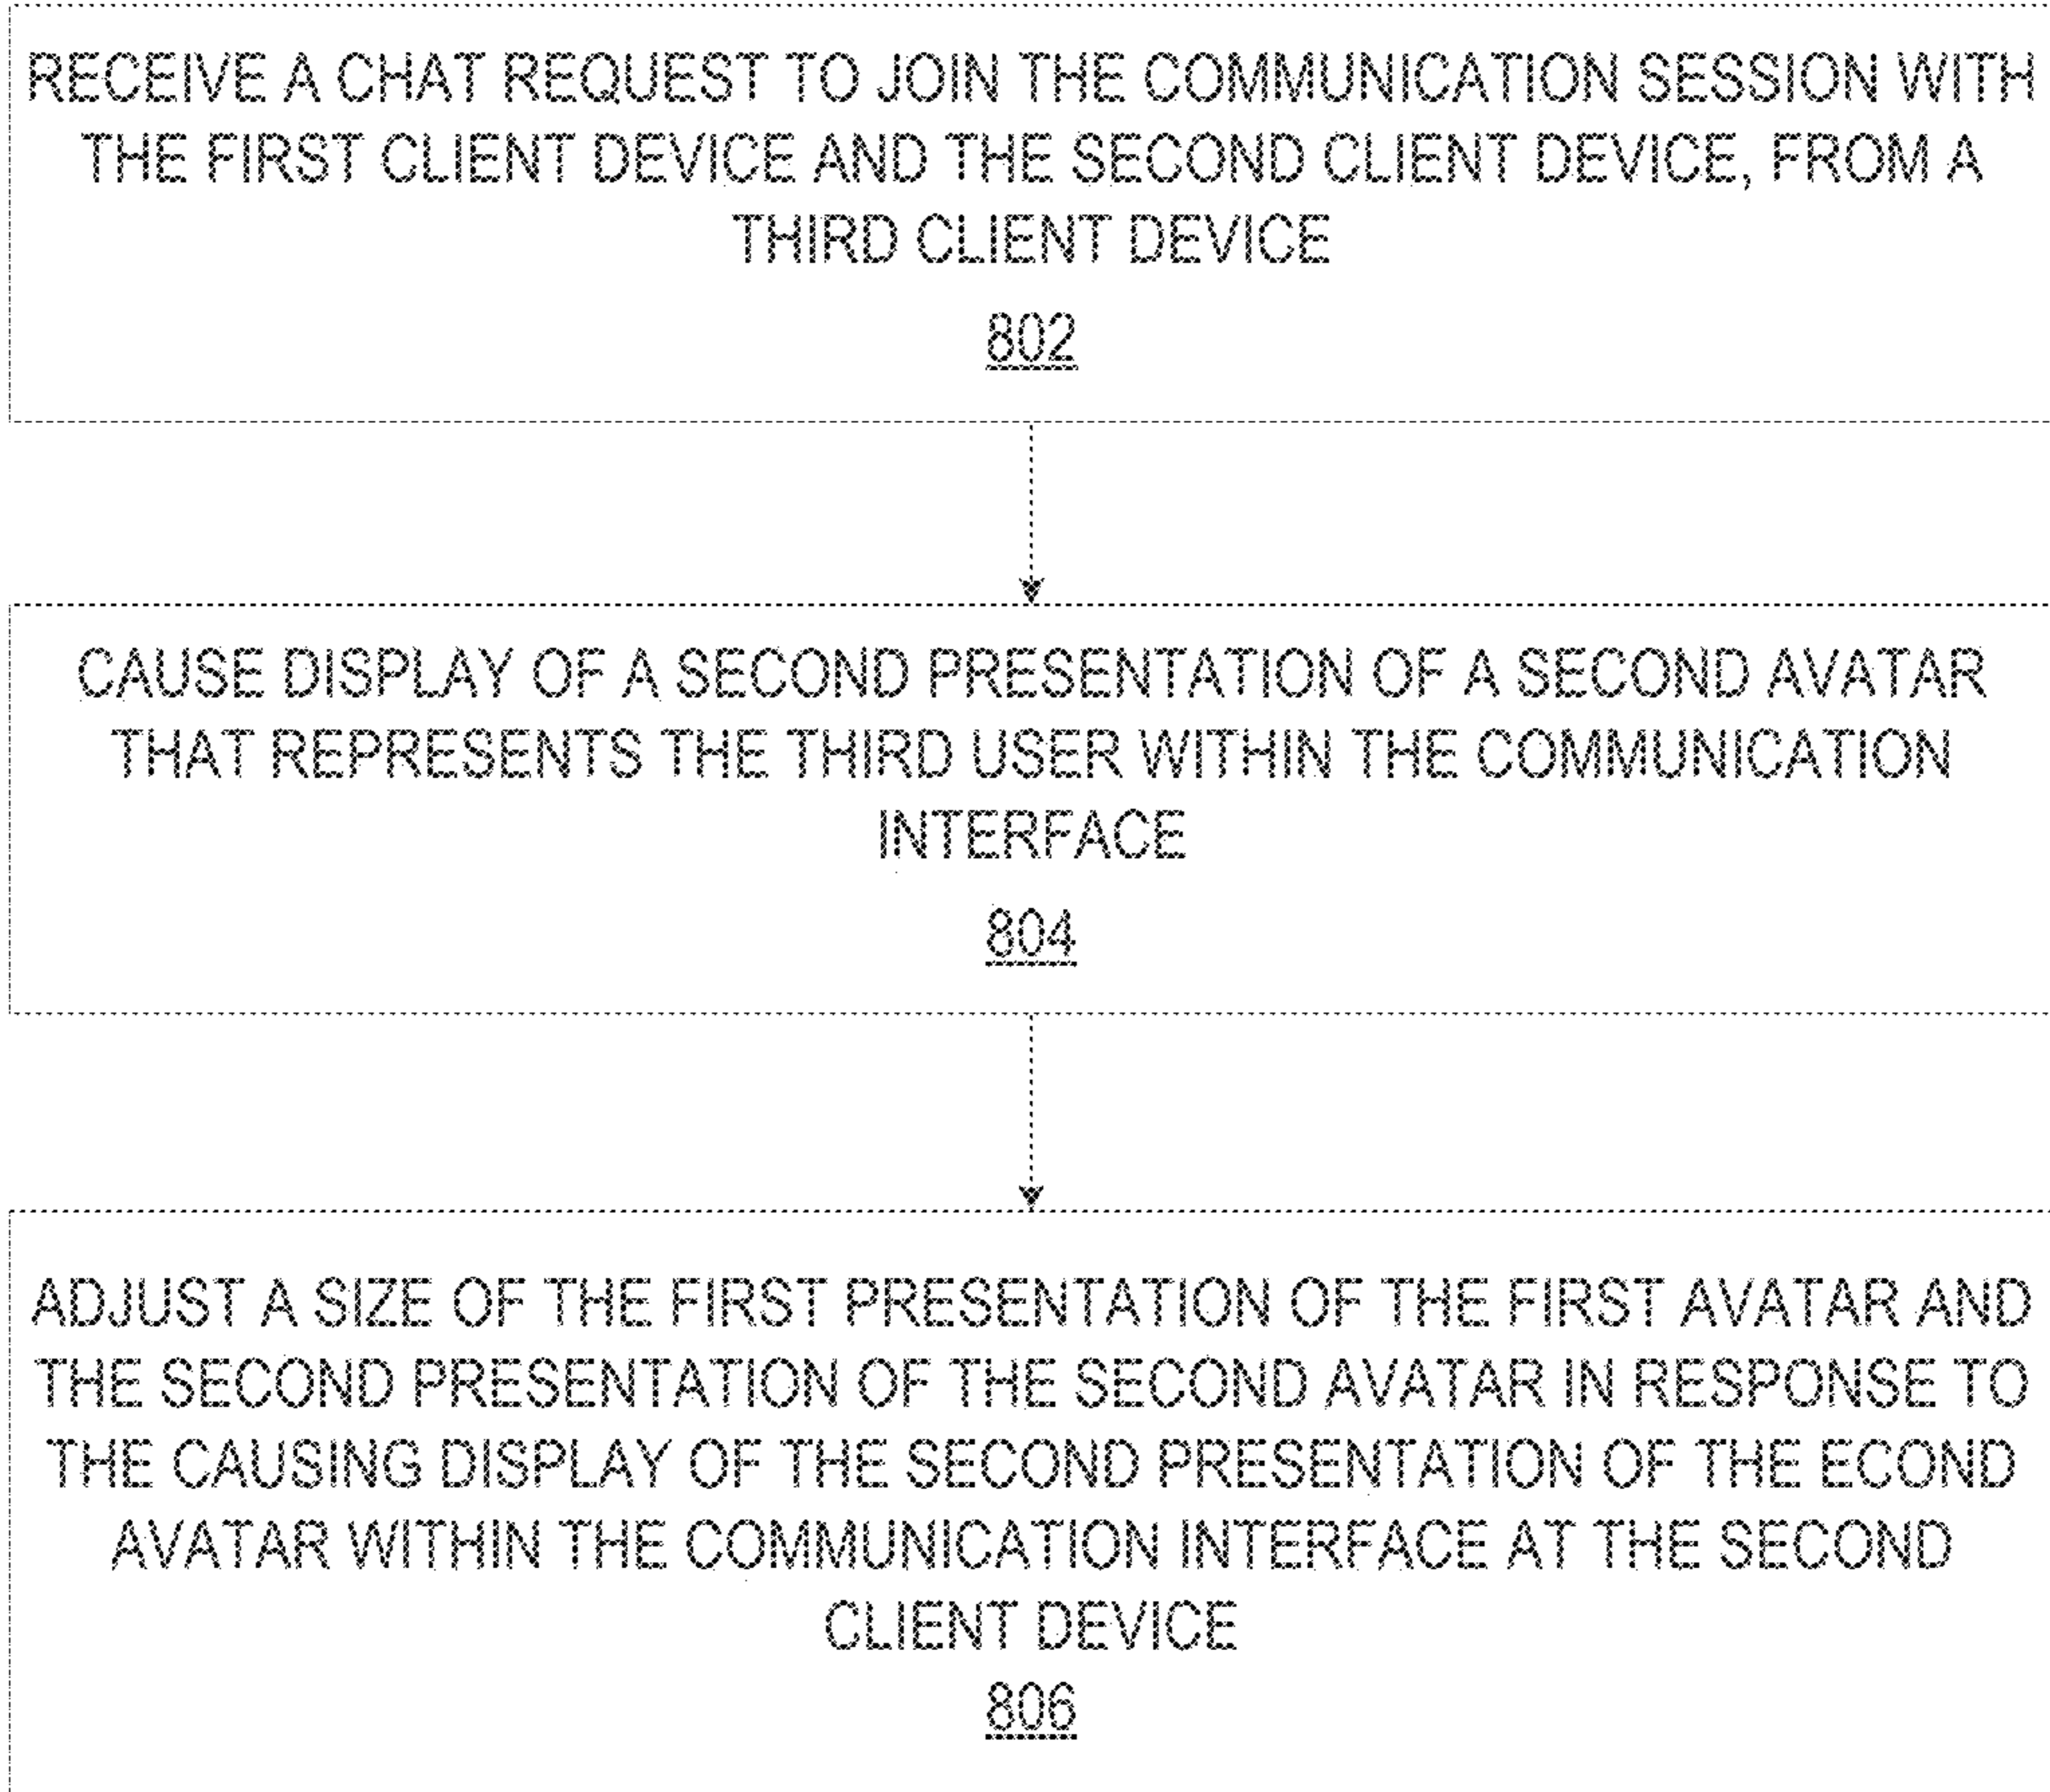 RECEIVE A CHAT REQUEST TO JOIN THE COMMUNICATION SESSION WITH
THE FIRST CLIENT DEVICE AND THE SECOND CLIENT DEVICE, FROM A
THIRD CLIENT DEVICE
802
CAUSE DISPLAY OF A SECOND PRESENTATION OF A SECOND AVATAR
THAT REPRESENTS THE THIRD USER WITHIN THE COMMUNICATION
INTERFACE
804
ADJUST A SIZE OF THE FIRST PRESENTATION OF THE FIRST AVATAR AND
THE SECOND PRESENTATION OF THE SECOND AVATAR IN RESPONSE TO
THE CAUSING DISPLAY OF THE SECOND PRESENTATION OF THE ECOND
AVATAR WITHIN THE COMMUNICATION INTERFACE AT THE SECOND
CLIENT DEVICE
806